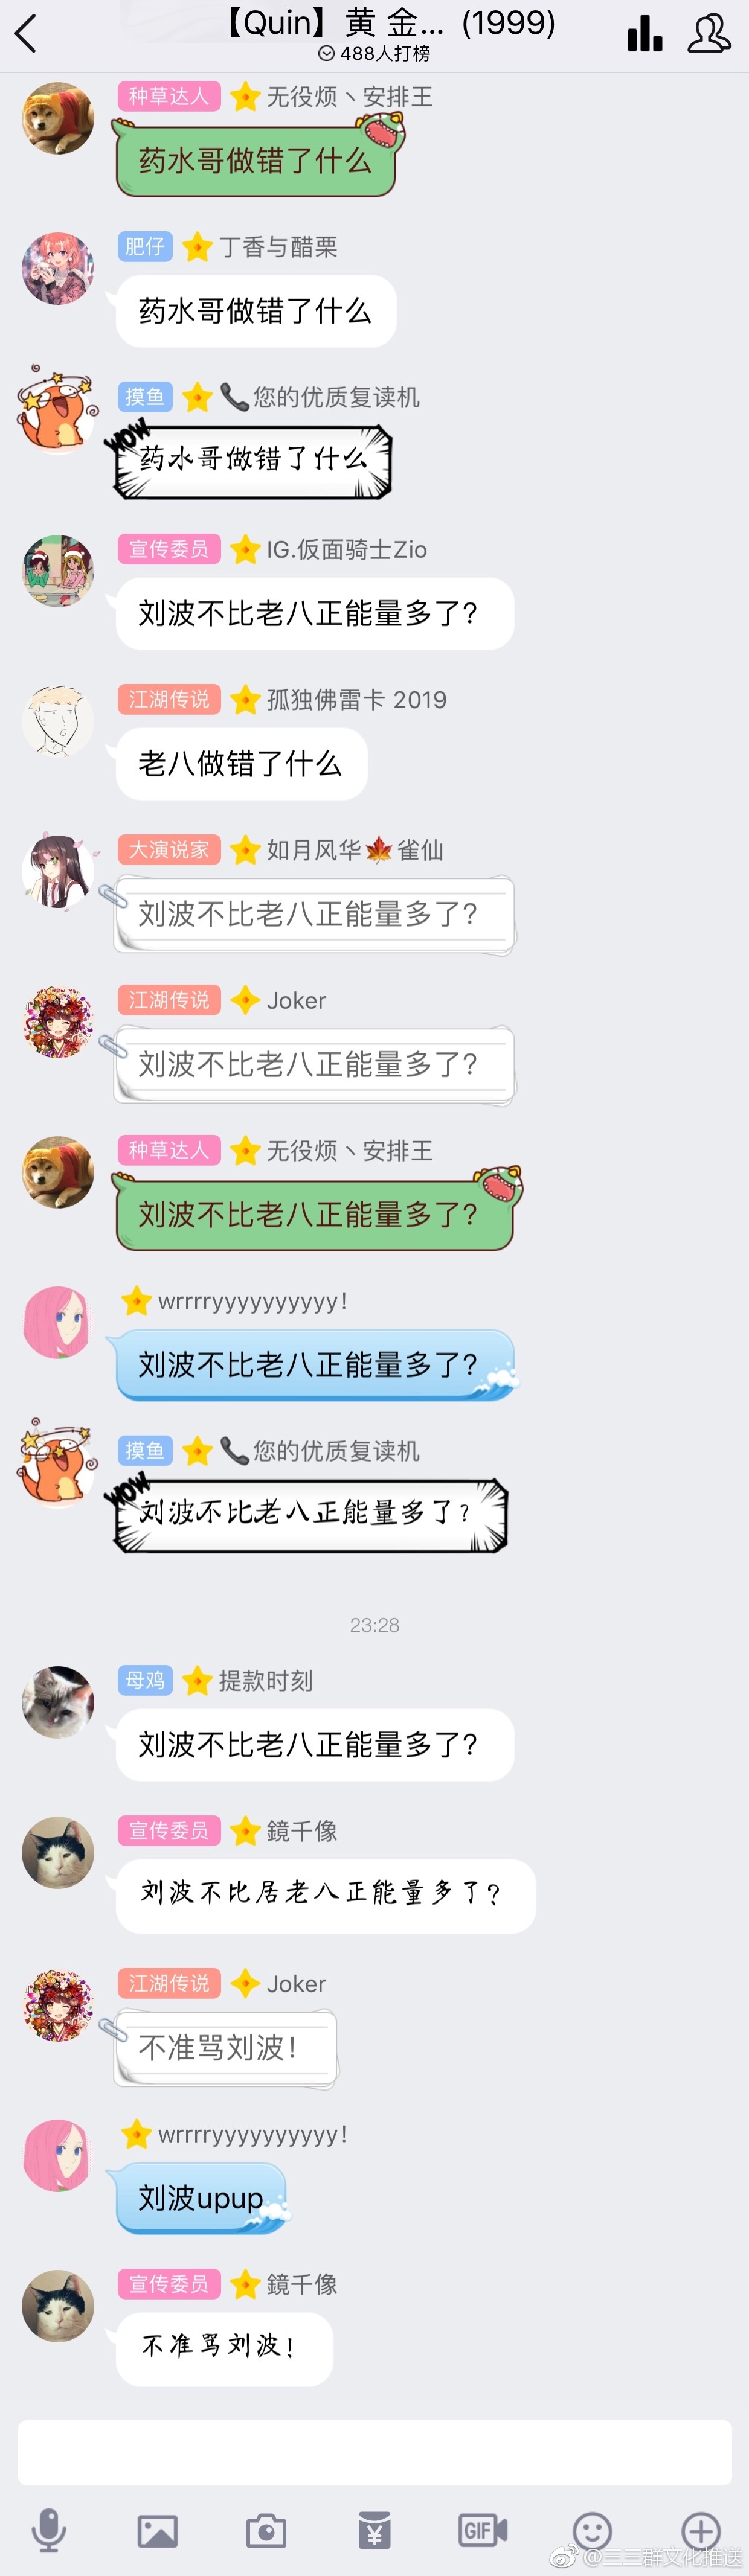 【Quin】黄 金... (1999)
488人打榜
种草达人 无役烦丶安排王
药水哥做错了什么
肥仔 丁香与醋栗
药水哥做错了什么
摸鱼 您的优质复读机
WOW
药水哥做错了什么
宣传委员 IG.仮面骑士Zio
刘波不比老八正能量多了？
江湖传说 孤独佛雷卡 2019
老八做错了什么
大演说家 如月风华🍁雀仙
刘波不比老八正能量多了？
江湖传说 Joker
刘波不比老八正能量多了？
种草达人 无役烦丶安排王
刘波不比老八正能量多了？
wrrrryyyyyyyyyy！
刘波不比老八正能量多了？
摸鱼 您的优质复读机
WOW
刘波不比老八正能量多了？
23:28
母鸡 提款时刻
刘波不比老八正能量多了？
宣传委员 鏡千像
刘波不比居老八正能量多了？
江湖传说 Joker
不准骂刘波！
wrrrryyyyyyyyyy！
刘波upup
宣传委员 鏡千像
不准骂刘波！
GIF
@三三群文化推送